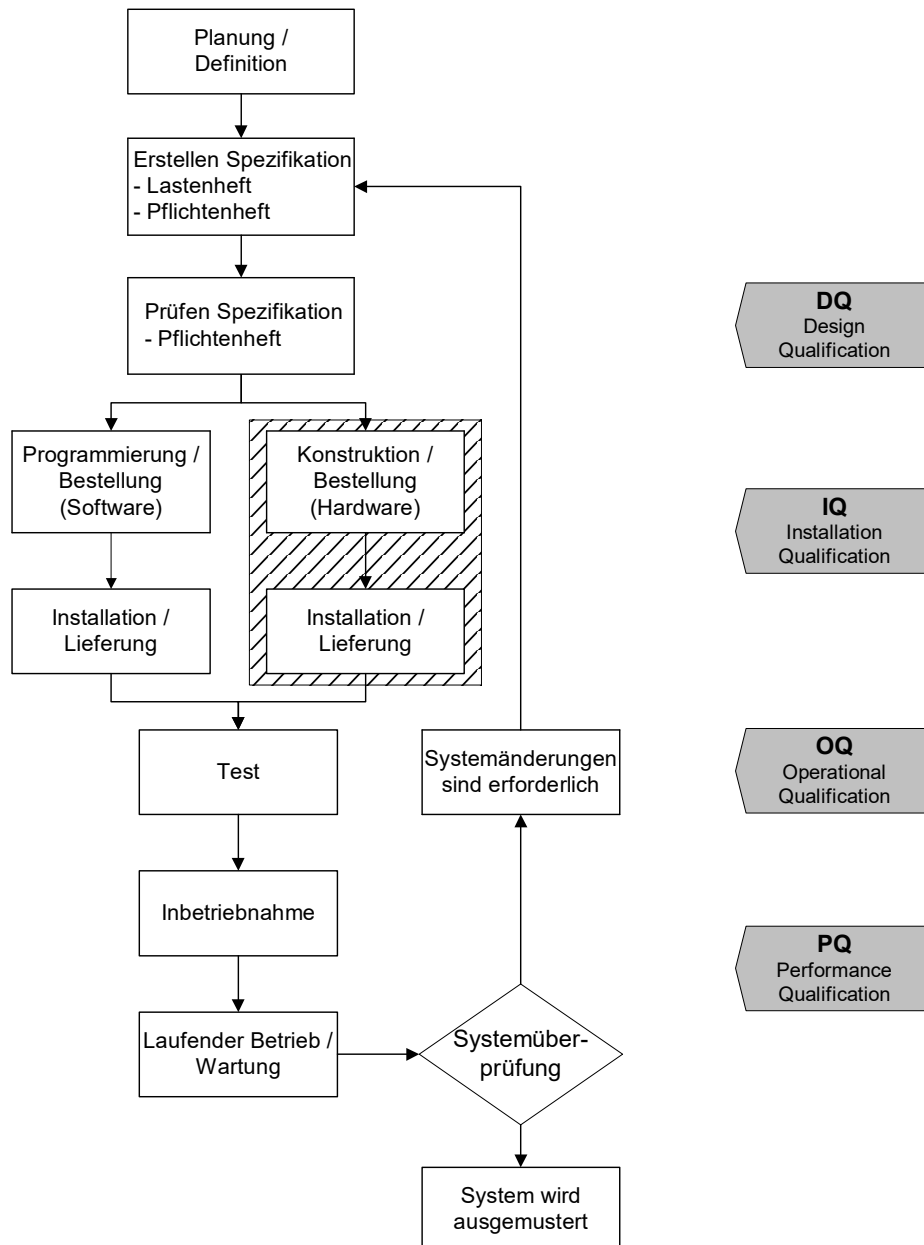 Planung /
Definition
Erstellen Spezifikation
- Lastenheft
- Pflichtenheft
Prüfen Spezifikation
- Pflichtenheft
DQ
Design
Qualification
Programmierung /
Bestellung
(Software)
Konstruktion /
Bestellung
(Hardware)
IQ
Installation
Qualification
Installation /
Lieferung
Installation /
Lieferung
Test
Systemänderungen
sind erforderlich
OQ
Operational
Qualification
Inbetriebnahme
PQ
Performance
Qualification
Laufender Betrieb /
Wartung
Systemüber-
prüfung
System wird
ausgemustert